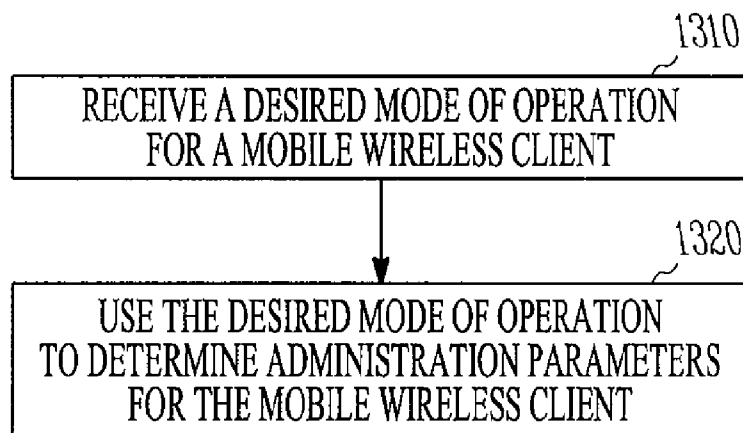 1310
RECEIVE A DESIRED MODE OF OPERATION
FOR A MOBILE WIRELESS CLIENT
1320
USE THE DESIRED MODE OF OPERATION
TO DETERMINE ADMINISTRATION PARAMETERS
FOR THE MOBILE WIRELESS CLIENT